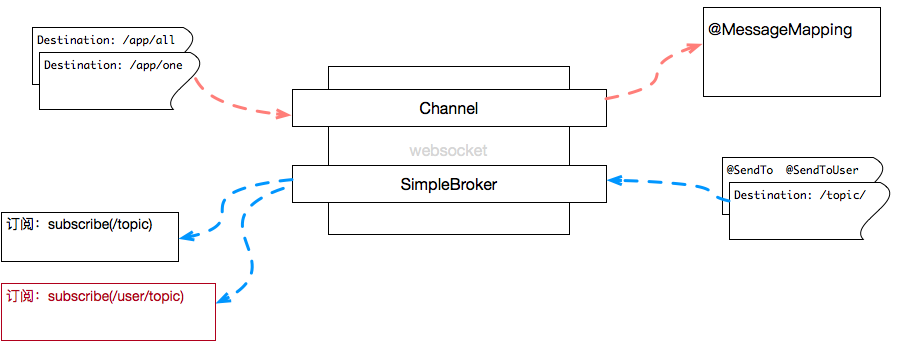 Destination: /app/all
Destination: /app/one
@MessageMapping
Channel
websocket
SimpleBroker
@SendTo @SendToUser
Destination: /topic/
订阅：subscribe(/topic)
订阅：subscribe(/user/topic)